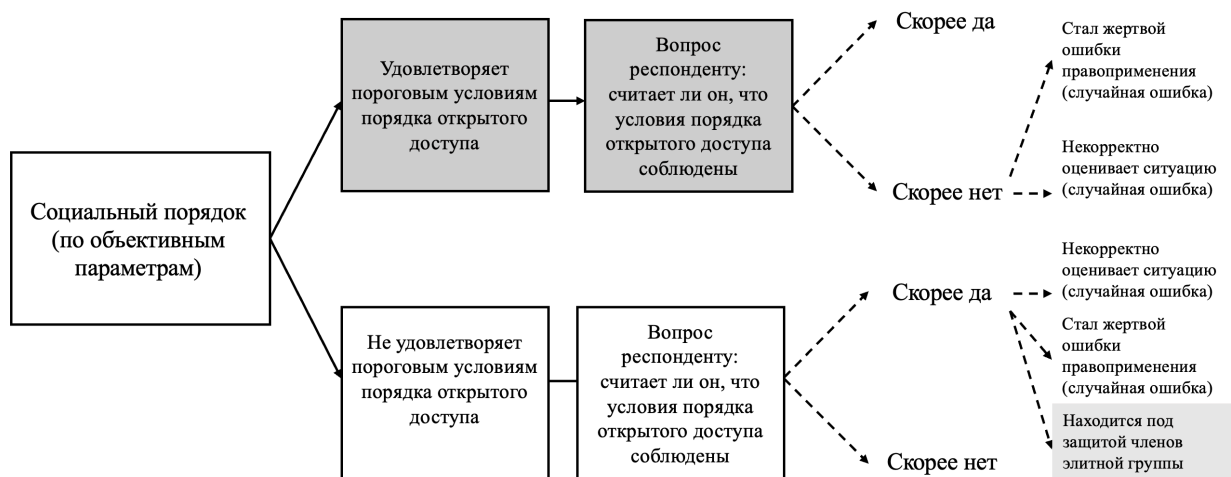 Социальный порядок
(по объективным
параметрам)
Удовлетворяет
пороговым условиям
порядка открытого
доступа
Вопрос
респонденту:
считает ли он, что
условия порядка
открытого доступа
соблюдены
Скорее да
Скорее нет
Стал жертвой
ошибки
правоприменения
(случайная ошибка)
Некорректно
оценивает ситуацию
(случайная ошибка)
Не удовлетворяет
пороговым условиям
порядка открытого
доступа
Вопрос
респонденту:
считает ли он, что
условия порядка
открытого доступа
соблюдены
Скорее да
Скорее нет
Некорректно
оценивает ситуацию
(случайная ошибка)
Стал жертвой
ошибки
правоприменения
(случайная ошибка)
Находится под
защитой членов
элитной группы